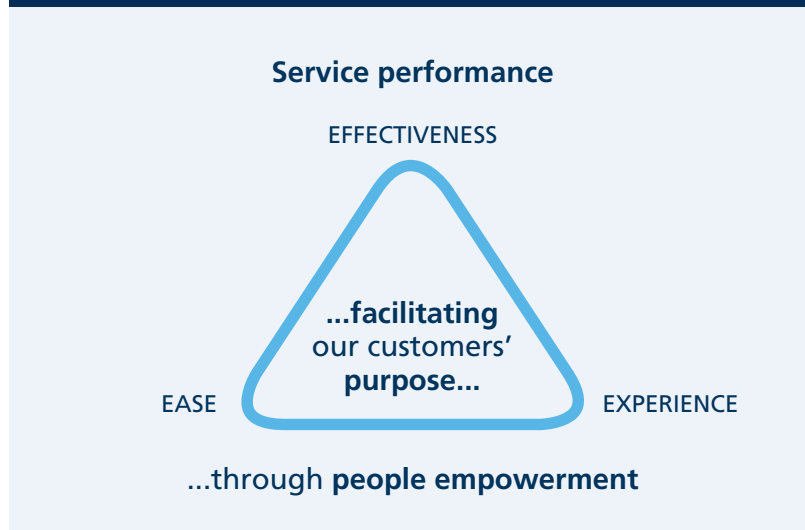 Service performance
EFFECTIVENESS
...facilitating
our customers’
purpose...
EASE
EXPERIENCE
...through people empowerment